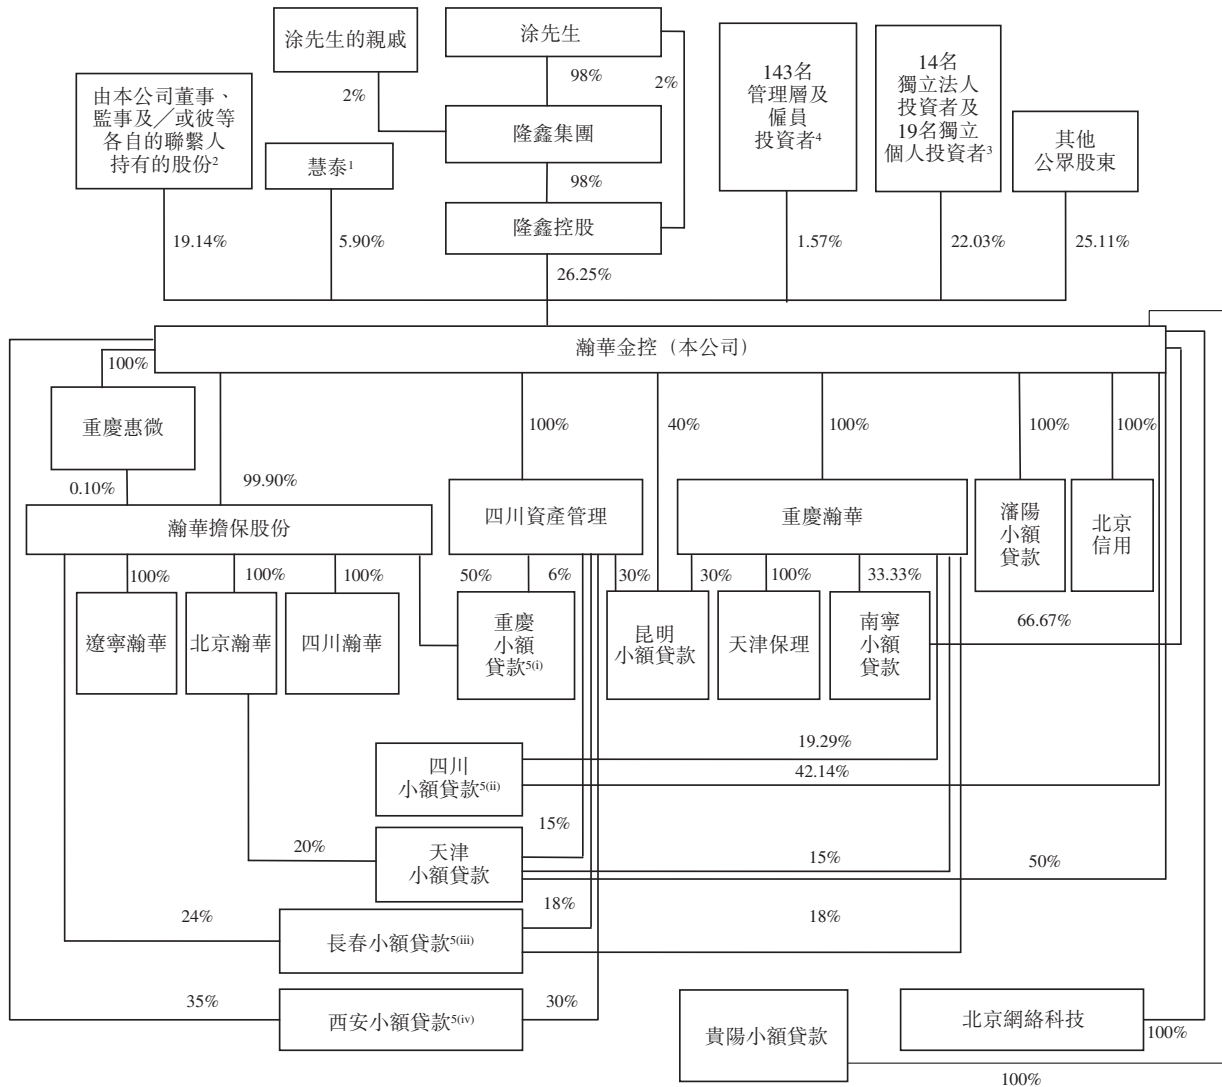 涂先生的親戚
涂先生
143名
管理層及
僱員
投資者4
14名
獨立法人
投資者及
19名獨立
個人投資者3
由本公司董事、
監事及／或彼等
各自的聯繫人
持有的股份2
2%
98%
2%
隆鑫集團
其他
公眾股東
慧泰1
98%
隆鑫控股
19.14%
5.90%
26.25%
1.57%
22.03%
25.11%
瀚華金控（本公司）
100%
重慶惠微
100%
40%
100%
100%
100%
0.10%
99.90%
瀚華擔保股份
四川資產管理
重慶瀚華
瀋陽
小額
貸款
北京
信用
100%
100%
100%
50%
6%
30%
30%
100%
33.33%
遼寧瀚華
北京瀚華
四川瀚華
重慶
小額
貸款5(i)
昆明
小額貸款
天津保理
南寧
小額
貸款
66.67%
19.29%
四川
小額貸款5(ii)
42.14%
15%
20%
天津
小額貸款
15%
50%
24%
18%
18%
長春小額貸款5(iii)
35%
30%
西安小額貸款5(iv)
貴陽小額貸款
北京網絡科技
100%
100%